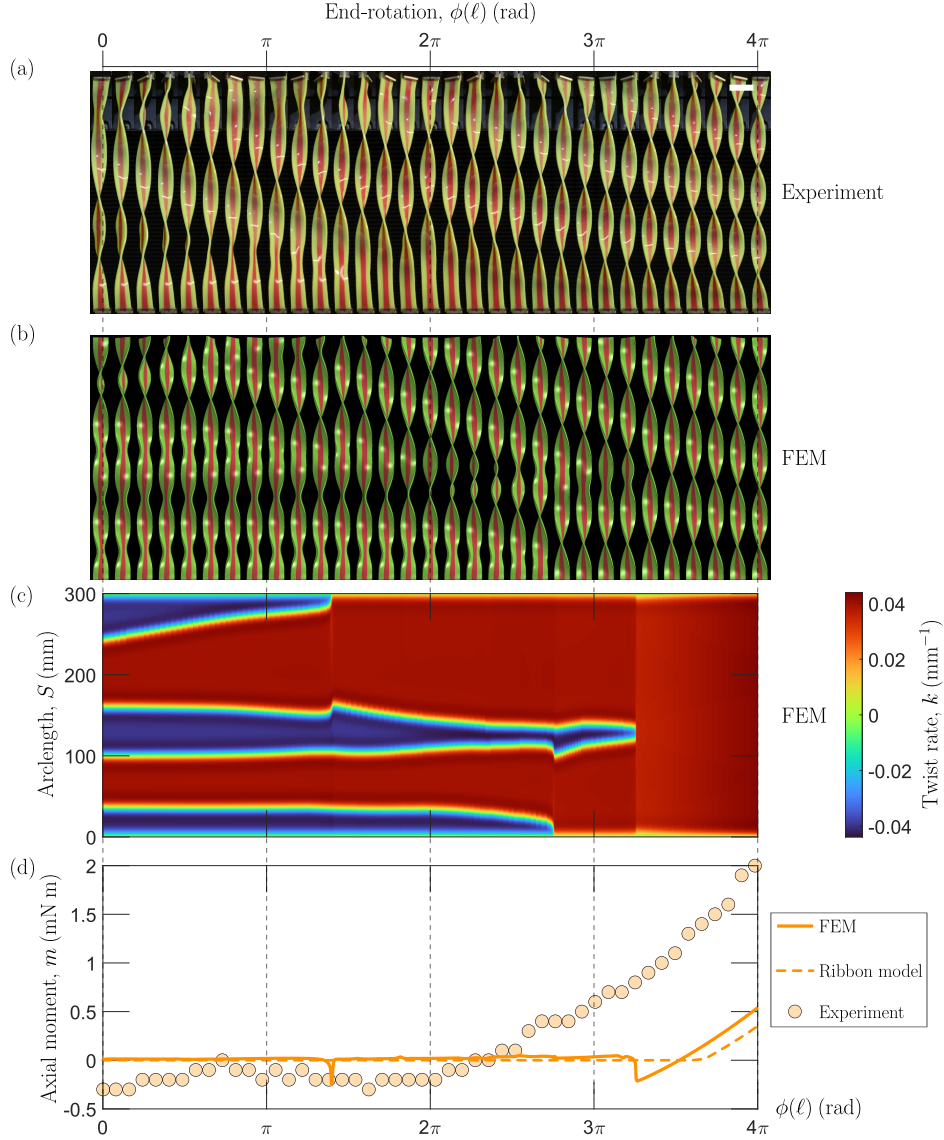 End-rotation, ϕ(ℓ) (rad)
0 π 2π 3π 4π
(a)
Experiment
(b)
FEM
(c)
300
200
100
0
Arclength, S (mm)
FEM
0.04
0.02
0
-0.02
-0.04
Twist rate, k (mm⁻¹)
(d)
2
1.5
1
0.5
0
-0.5
Axial moment, m (mN m)
FEM
Ribbon model
Experiment
0 π 2π 3π 4π
ϕ(ℓ) (rad)